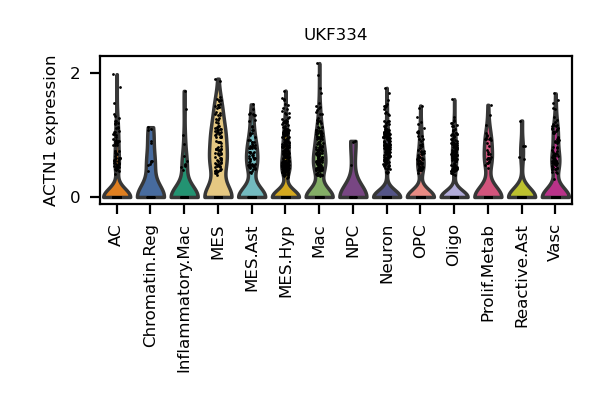 UKF334
ACTN1 expression
2
0
AC
Chromatin.Reg
Inflammatory.Mac
MES
MES.Ast
MES.Hyp
Mac
NPC
Neuron
OPC
Oligo
Prolif.Metab
Reactive.Ast
Vasc